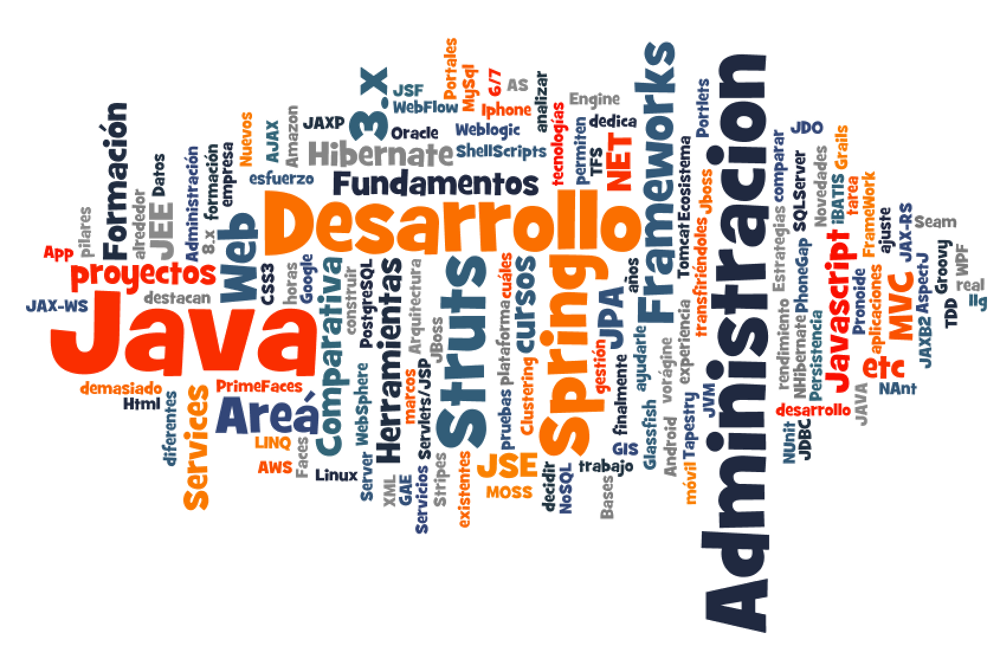 Portales
MySql
6/7
AS
analizar
3.x
JSF
WebFlow
Iphone
Engine
Frameworks
Administracion
Formación
Nuevos
AJAX
Amazon
JAXP
Oracle
Weblogic
tecnologías
dedica
Portlets
Hibernate
ShellScripts
Permiten
TFS
NET
Ecosistema
Tomcat
Jboss
transfiriéndoles
JDO
Grails
comparar
Estrategias
SQLServer
Novedades
iBATIS
tarea
FrameWork
ajuste
JAX-RS
Seam
Datos
Administración
formación
8.x
empresa
esfuerzo
Fundamentos
pilares
alrededor
JEE
App
proyectos
Web
Desarrollo
JAX-WS
destacan
CSS3
horas
Google
Comparativa
construir
PostgreSQL
Herramientas
Arquitectura
JBoss
Struts
cuáles
plataforma
cursos
Spring
JPA
años
gestión
finalmente
ayudarle
vorágine
experiencia
PhoneGap
NHibernate
rendimiento
Persistencia
Javascript
Pronoide
aplicaciones
MVC
JAXB2
AspectJ
Groovy
TDD
WPF
real
llg
Java
demasiado
Html
diferentes
Services
PrimeFaces
Areá
LINQ
AWS
Faces
Linux
WebSphere
Server
marcos
Servlets/JSP
XML
GAE
Servicios
Stripes
existentes
pruebas
Clustering
JSE
MOSS
decidir
NoSQL
trabajo
GIS
Bases
Glassfish
Android
Tapestry
móvil
JVM
desarrollo
NUnit
JDBC
JAVA
etc
NAnt